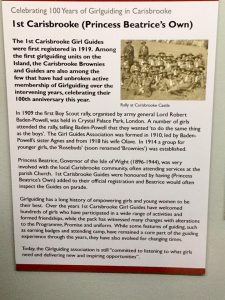 Celebrating 100 Years of Girlguiding in Carisbrooke
1st Carisbrooke (Princess Beatrice's Own)
The 1st Carisbrooke Girl Guides
were first registered in 1919. Among
the first girlguiding units on the
Island, the Carisbrooke Brownies
and Guides are also among the
few that have had unbroken active
membership of Girlguiding over the
intervening years, celebrating their
100th anniversary this year.
Rally at Carisbrooke Castle
In 1909 the first Boy Scout rally, organised by army general Lord Robert
Baden-Powell, was held in Crystal Palace Park, London. A number of girls
attended the rally, telling Baden-Powell that they wanted 'to do the same thing
as the boys'. The Girl Guides Association was formed in 1910, led by Baden-
Powell's sister Agnes and from 1918 his wife Olave. In 1914 a group for
younger girls, the 'Rosebuds' (soon renamed 'Brownies') was established.
Princess Beatrice, Governor of the Isle of Wight (1896-1944), was very
involved with the local Carisbrooke community, often attending services at the
parish Church. 1st Carisbrooke Guides were honoured by having (Princess
Beatrice's Own) added to their official registration and Beatrice would often
inspect the Guides on parade.
Girlguiding has a long history of empowering girls and young women to be
their best. Over the years 1st Carisbrooke Girl Guides have welcomed
hundreds of girls who have participated in a wide range of activities and
formed friendships, while the pack has witnessed many changes with alterations
to the Programme, Promise and uniform. While some features of guiding, such
as earning badges and attending camp, have remained a core part of the guiding
experience through the years, they have also evolved for changing times.
Today, the Girlguiding association is still "committed to listening to what girls
need and delivering new and inspiring opportunities".